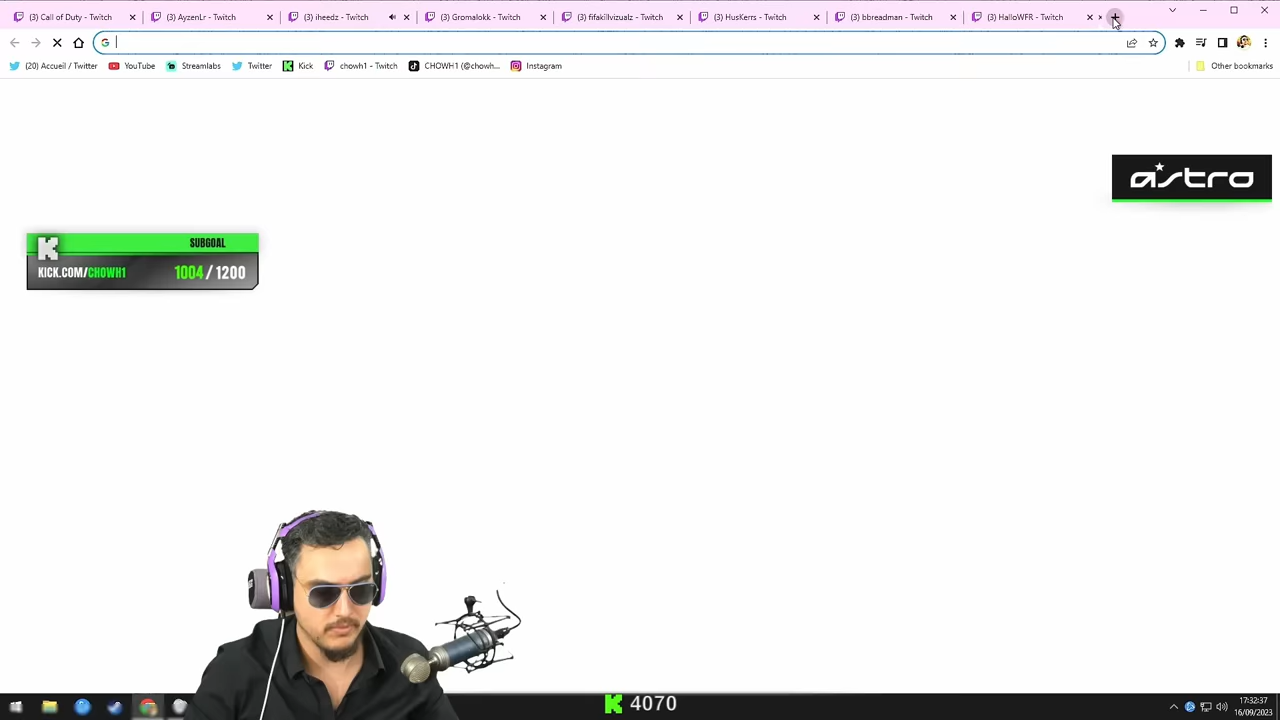 (3) Call of Duty - Twitch
(3) AyzenLr - Twitch
(3) iheedz - Twitch
(3) Gromalokk - Twitch
(3) fifakillvizualz - Twitch
(3) HusKerrs - Twitch
(3) bbreadman - Twitch
(3) HalloWFR - Twitch
(20) Accueil / Twitter
YouTube
Streamlabs
Twitter
Kick
chowh1 - Twitch
CHOWH1 (@chowh...
Instagram
Other bookmarks
astro
SUBGOAL
KICK.COM/CHOWH1
1004 / 1200
4070
17:32:37
16/09/2023